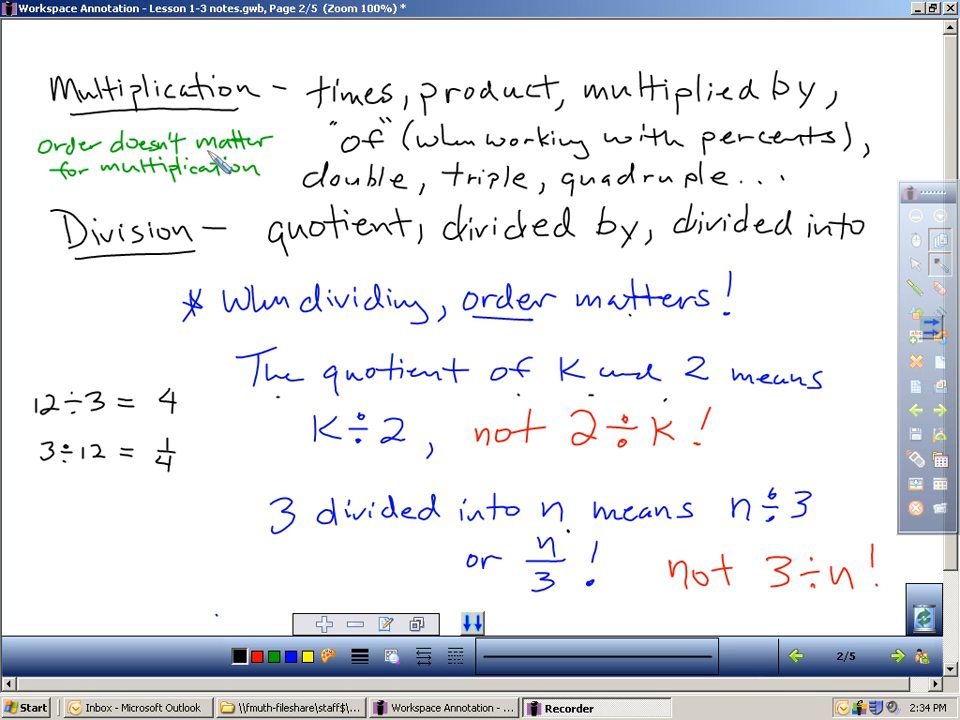 Workspace Annotation - Lesson 1-3 notes.gwb, Page 2/5 (Zoom 100%) *
Multiplication - times, product, multiplied by,
"of" (when working with percents),
double, triple, quadruple...
order doesn't matter
for multiplication
Division - quotient, divided by, divided into
* When dividing, order matters!
The quotient of K and 2 means
K÷2, not 2÷K!
12÷3 = 4
3÷12 = 1/4
3 divided into n means n÷3
or n/3! not 3÷n!
2/5
Start
Inbox - Microsoft Outlook
\\fmuth-fileshare\staff$\...
Workspace Annotation - ...
Recorder
2:34 PM